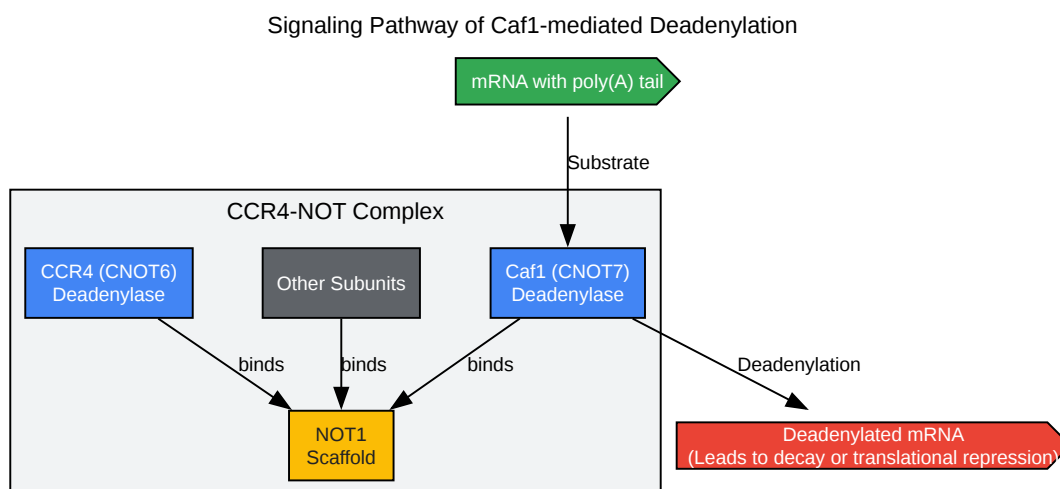 Signaling Pathway of Caf1-mediated Deadenylation
mRNA with poly(A) tail
Substrate
CCR4-NOT Complex
CCR4 (CNOT6)
Deadenylase
Other Subunits
Caf1 (CNOT7)
Deadenylase
binds
binds
binds
Deadenylation
NOT1
Scaffold
Deadenylated mRNA
(Leads to decay or translational repression)